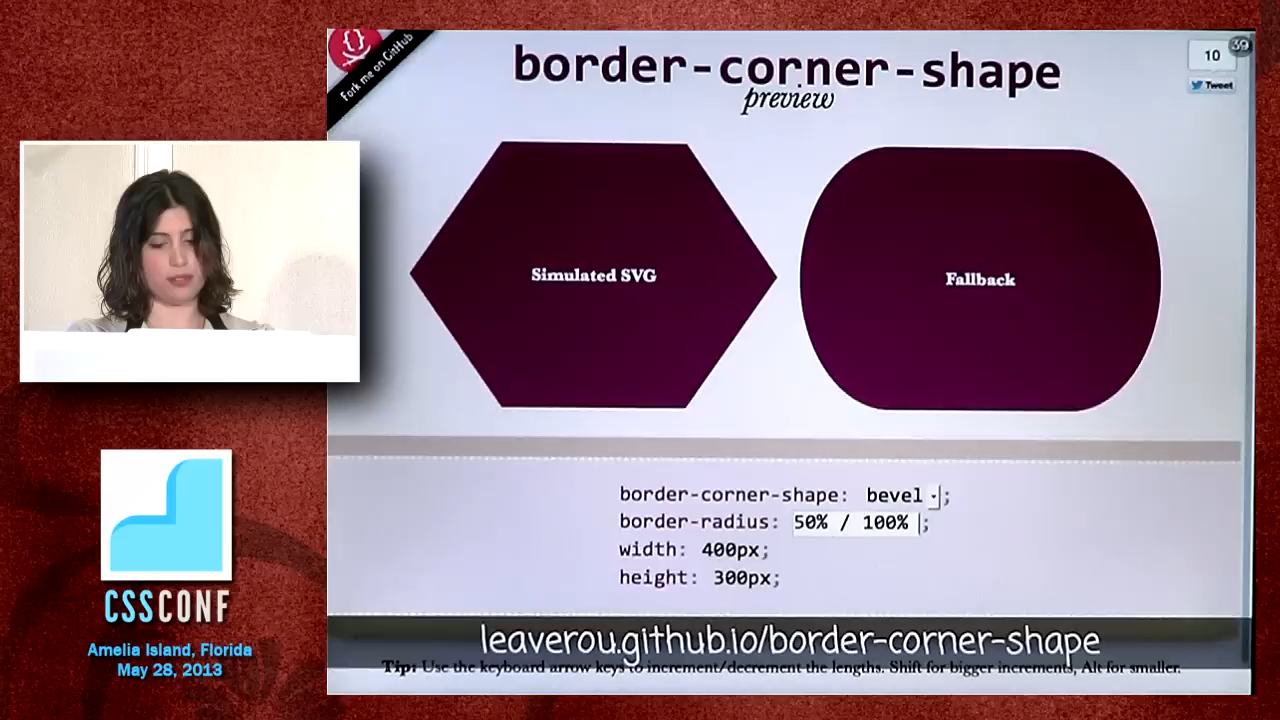 {}
Fork me on GitHub
border-corner-shape
preview
10
39
Tweet
Simulated SVG
Fallback
border-corner-shape: bevel ;
border-radius: 50% / 100% ;
width: 400px;
height: 300px;
leaverou.github.io/border-corner-shape
Tip: Use the keyboard arrow keys to increment/decrement the lengths. Shift for bigger increments, Alt for smaller.
CSSCONF
Amelia Island, Florida
May 28, 2013